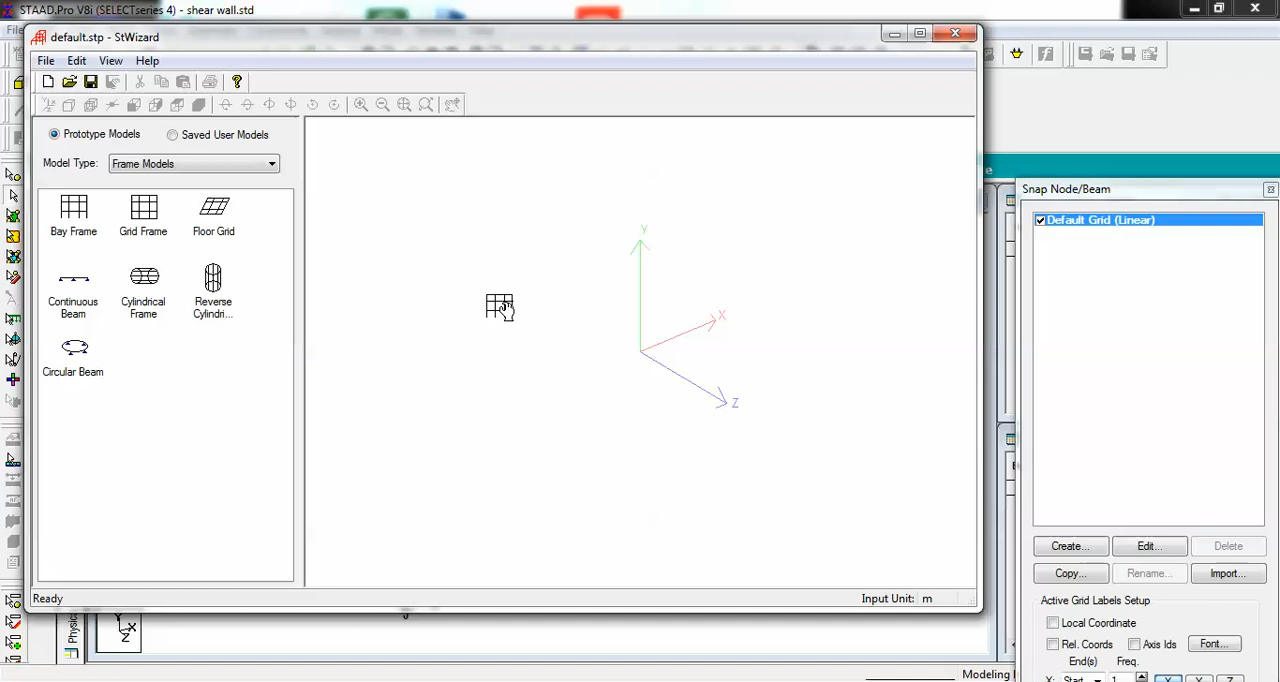 STAAD.Pro V8i (SELECTseries 4) - shear wall.std
default.stp - StWizard
File Edit View Help
Prototype Models Saved User Models
Model Type: Frame Models
Bay Frame Grid Frame Floor Grid
Continuous Beam Cylindrical Frame Reverse Cylindri...
Circular Beam
Y
X
Z
Ready Input Unit: m
Snap Node/Beam
Default Grid (Linear)
Create... Edit... Delete
Copy... Rename... Import...
Active Grid Labels Setup
Local Coordinate
Rel. Coords Axis Ids Font...
End(s) Freq.
X: Start 1
Modeling
X
Z